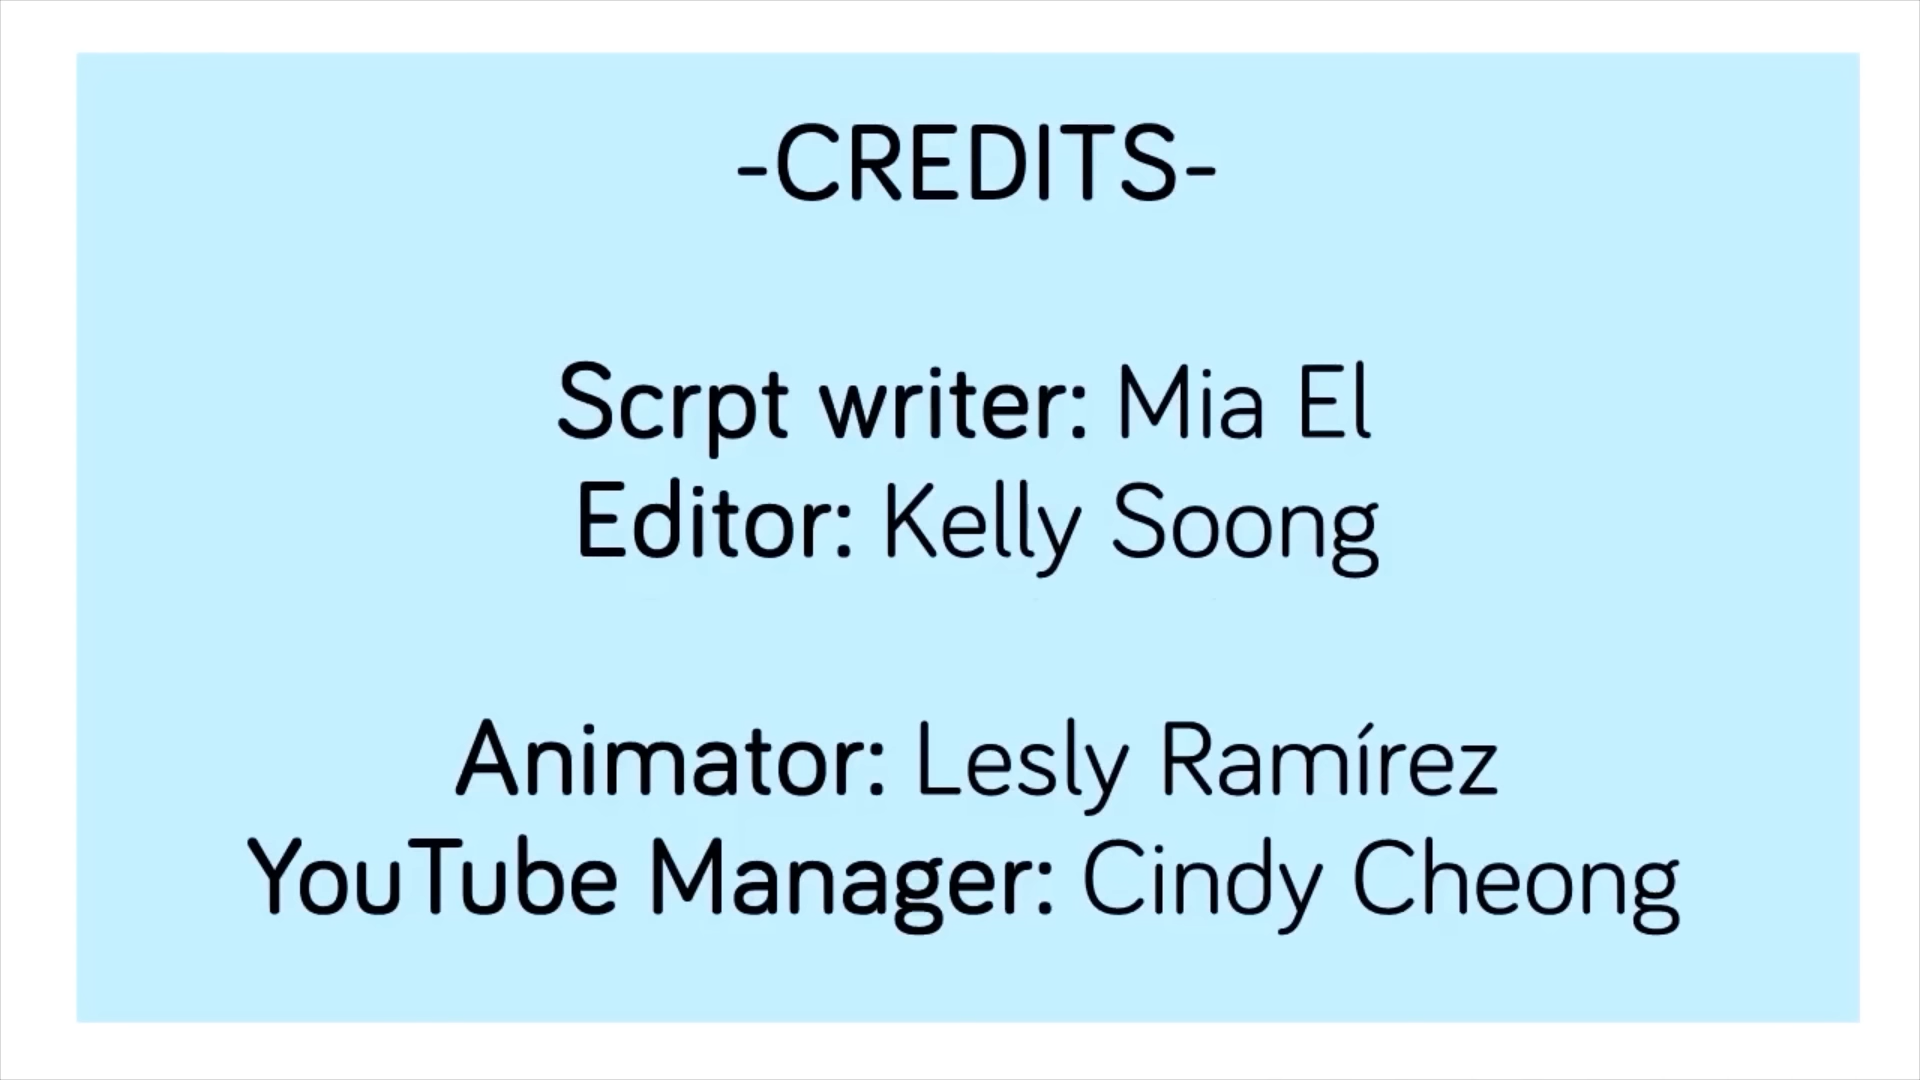 -CREDITS-
Scrpt writer: Mia El
Editor: Kelly Soong
Animator: Lesly Ramírez
YouTube Manager: Cindy Cheong